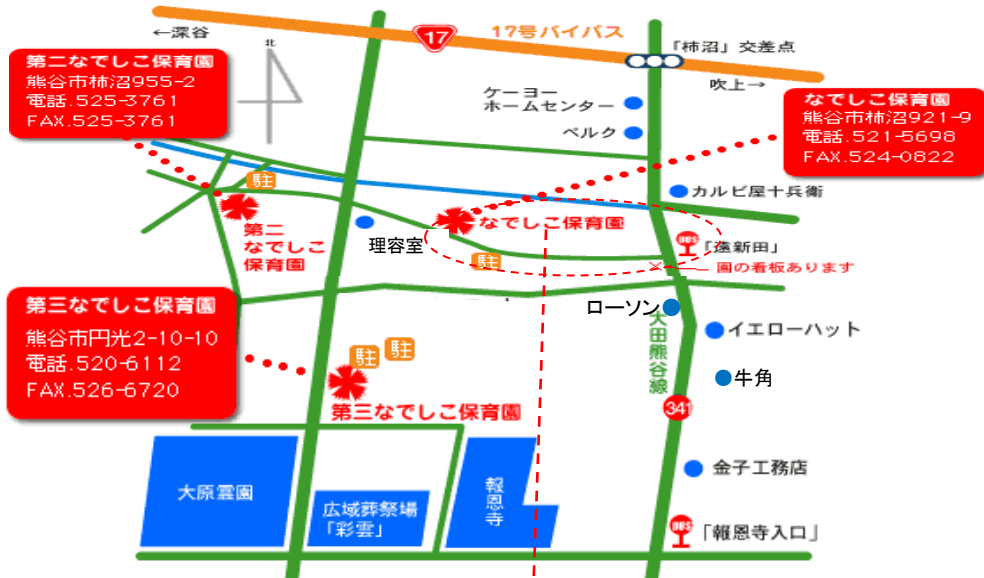 ←深谷
17
17号バイパス
「柿沼」交差点
吹上→
北
第二なでしこ保育園
熊谷市柿沼955-2
電話.525-3761
FAX.525-3761
ケーヨー
ホームセンター
ベルク
なでしこ保育園
熊谷市柿沼921-9
電話.521-5698
FAX.524-0822
駐
カルビ屋十兵衛
第二
なでしこ
保育園
理容室
なでしこ保育園
駐
BUS
「遠新田」
園の看板あります
第三なでしこ保育園
熊谷市円光2-10-10
電話.520-6112
FAX.526-6720
ローソン
大田熊谷線
イエローハット
駐
駐
牛角
第三なでしこ保育園
341
大原霊園
広域葬祭場
「彩雲」
報恩寺
金子工務店
BUS
「報恩寺入口」